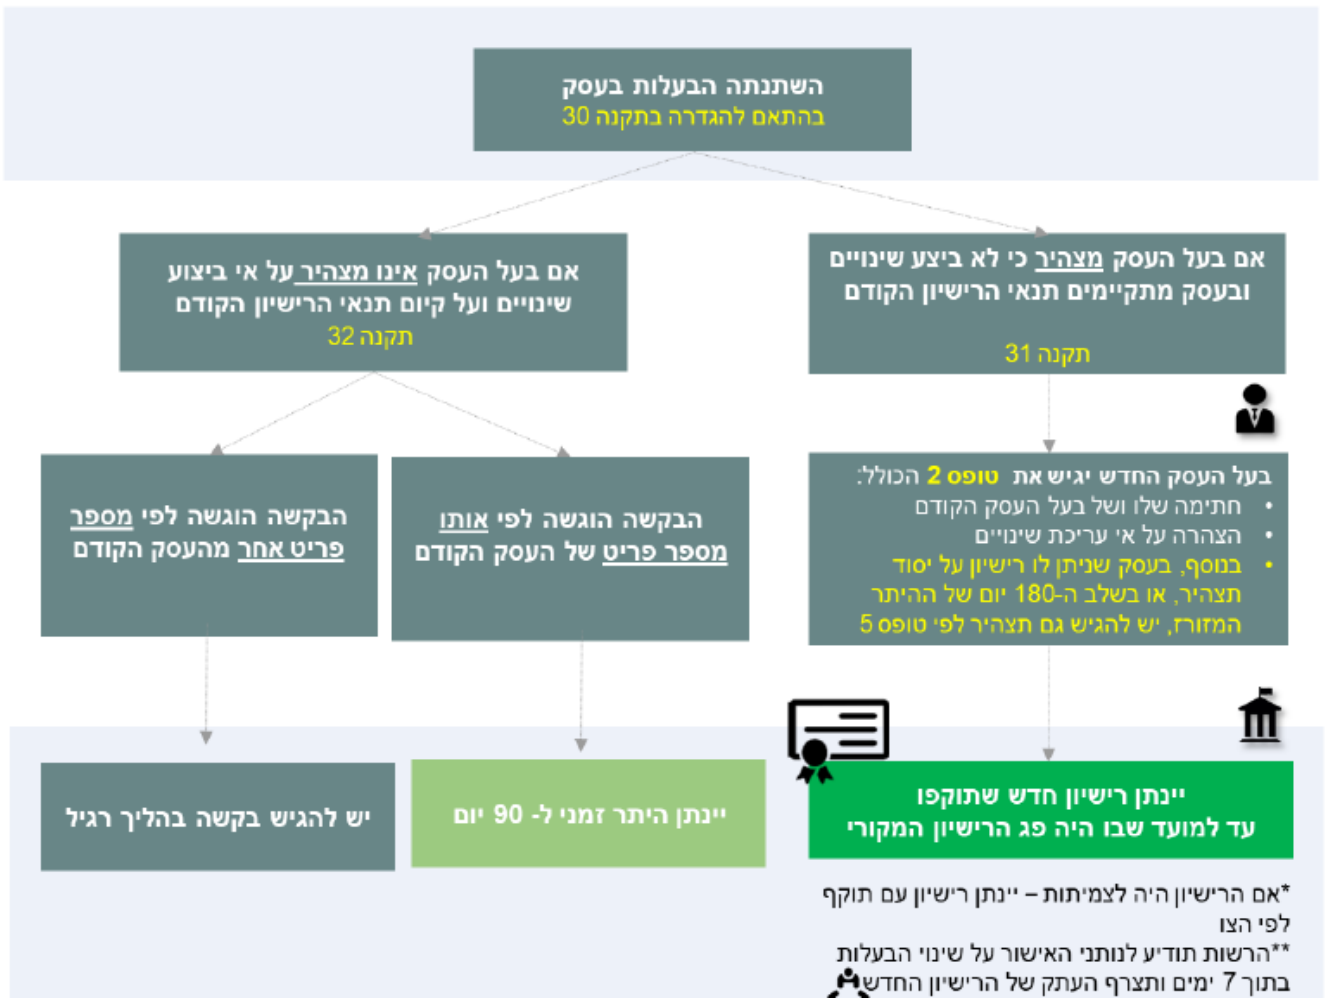 השתנתה הבעלות בעסק
בהתאם להגדרה בתקנה 30
אם בעל העסק מצהיר כי לא ביצע שינויים
ובעסק מתקיימים תנאי הרישיון הקודם
תקנה 31
אם בעל העסק אינו מצהיר על אי ביצוע
שינויים ועל קיום תנאי הרישיון הקודם
תקנה 32
בעל העסק החדש יגיש את טופס 2 הכולל:
• חתימה שלו ושל בעל העסק הקודם
• הצהרה על אי עריכת שינויים
• בנוסף, בעסק שניתן לו רישיון על יסוד
תצהיר, או בשלב ה-180 יום של ההיתר
המזורז, יש להגיש גם תצהיר לפי טופס 5
הבקשה הוגשה לפי אותו
מספר פריט של העסק הקודם
הבקשה הוגשה לפי מספר
פריט אחר מהעסק הקודם
יינתן רישיון חדש שתוקפו
עד למועד שבו היה פג הרישיון המקורי
יינתן היתר זמני ל- 90 יום
יש להגיש בקשה בהליך רגיל
*אם הרישיון היה לצמיתות – יינתן רישיון עם תוקף
לפי הצו
**הרשות תודיע לנותני האישור על שינוי הבעלות
בתוך 7 ימים ותצרף העתק של הרישיון החדש